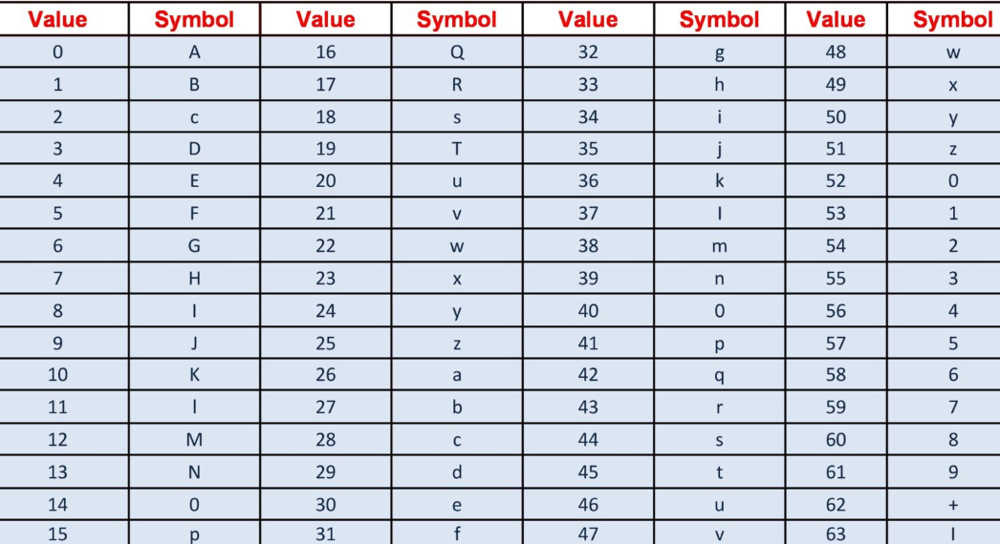 Value Symbol Value Symbol Value Symbol Value Symbol
0 A 16 Q 32 g 48 w
1 B 17 R 33 h 49 x
2 c 18 s 34 i 50 y
3 D 19 T 35 j 51 z
4 E 20 u 36 k 52 0
5 F 21 v 37 l 53 1
6 G 22 w 38 m 54 2
7 H 23 x 39 n 55 3
8 I 24 y 40 0 56 4
9 J 25 z 41 p 57 5
10 K 26 a 42 q 58 6
11 l 27 b 43 r 59 7
12 M 28 c 44 s 60 8
13 N 29 d 45 t 61 9
14 0 30 e 46 u 62 +
15 p 31 f 47 v 63 I